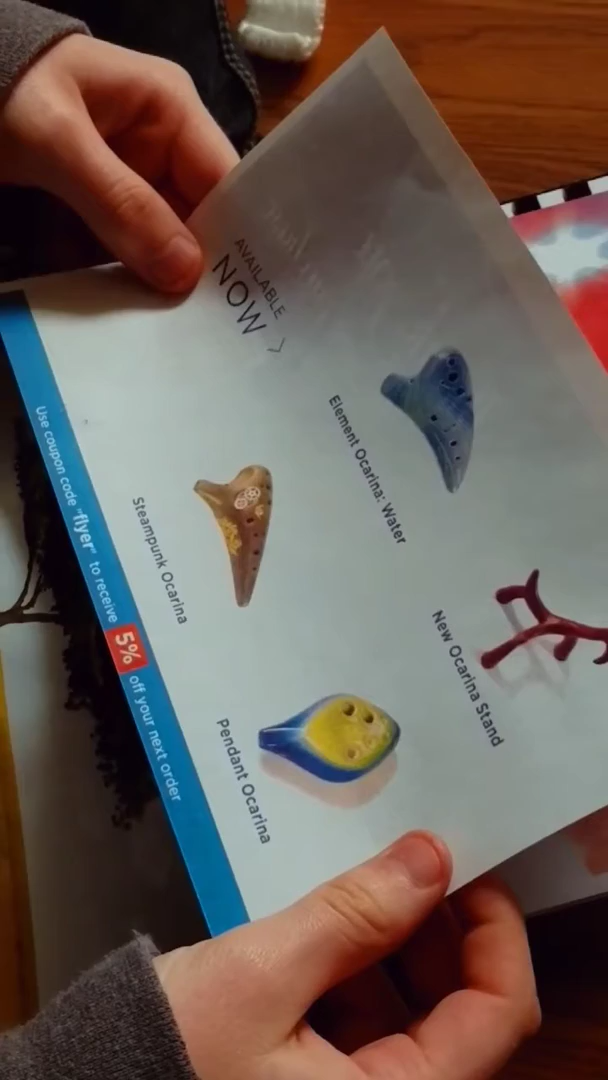 AVAILABLE
NOW >
Element Ocarina: Water
Steampunk Ocarina
New Ocarina Stand
Pendant Ocarina
Use coupon code "flyer" to receive 5% off your next order